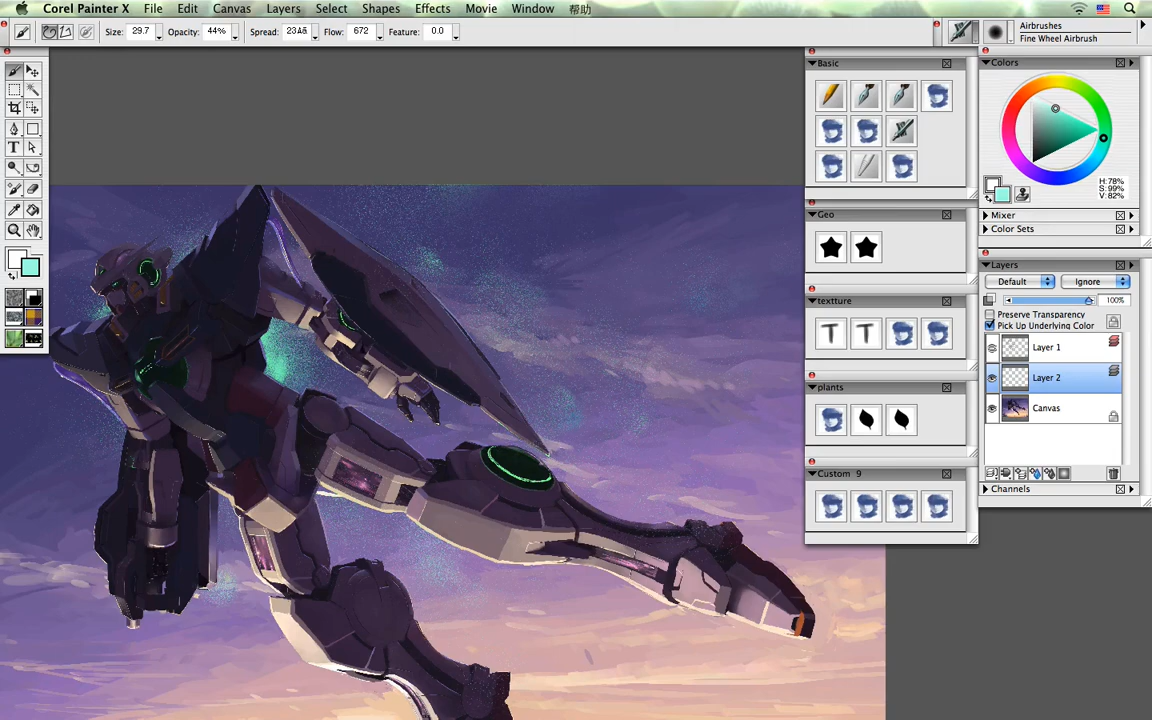 Corel Painter X File Edit Canvas Layers Select Shapes Effects Movie Window 帮助
Size: 29.7 Opacity: 44% Spread: Flow: 672 Feature: 0.0
Airbrushes
Fine Wheel Airbrush
Basic
Geo
textture
T T
plants
Custom 9
Colors
H:78%
S:99%
V:82%
Mixer
Color Sets
Layers
Default Ignore
100%
Preserve Transparency
Pick Up Underlying Color
Layer 1
Layer 2
Canvas
Channels
T